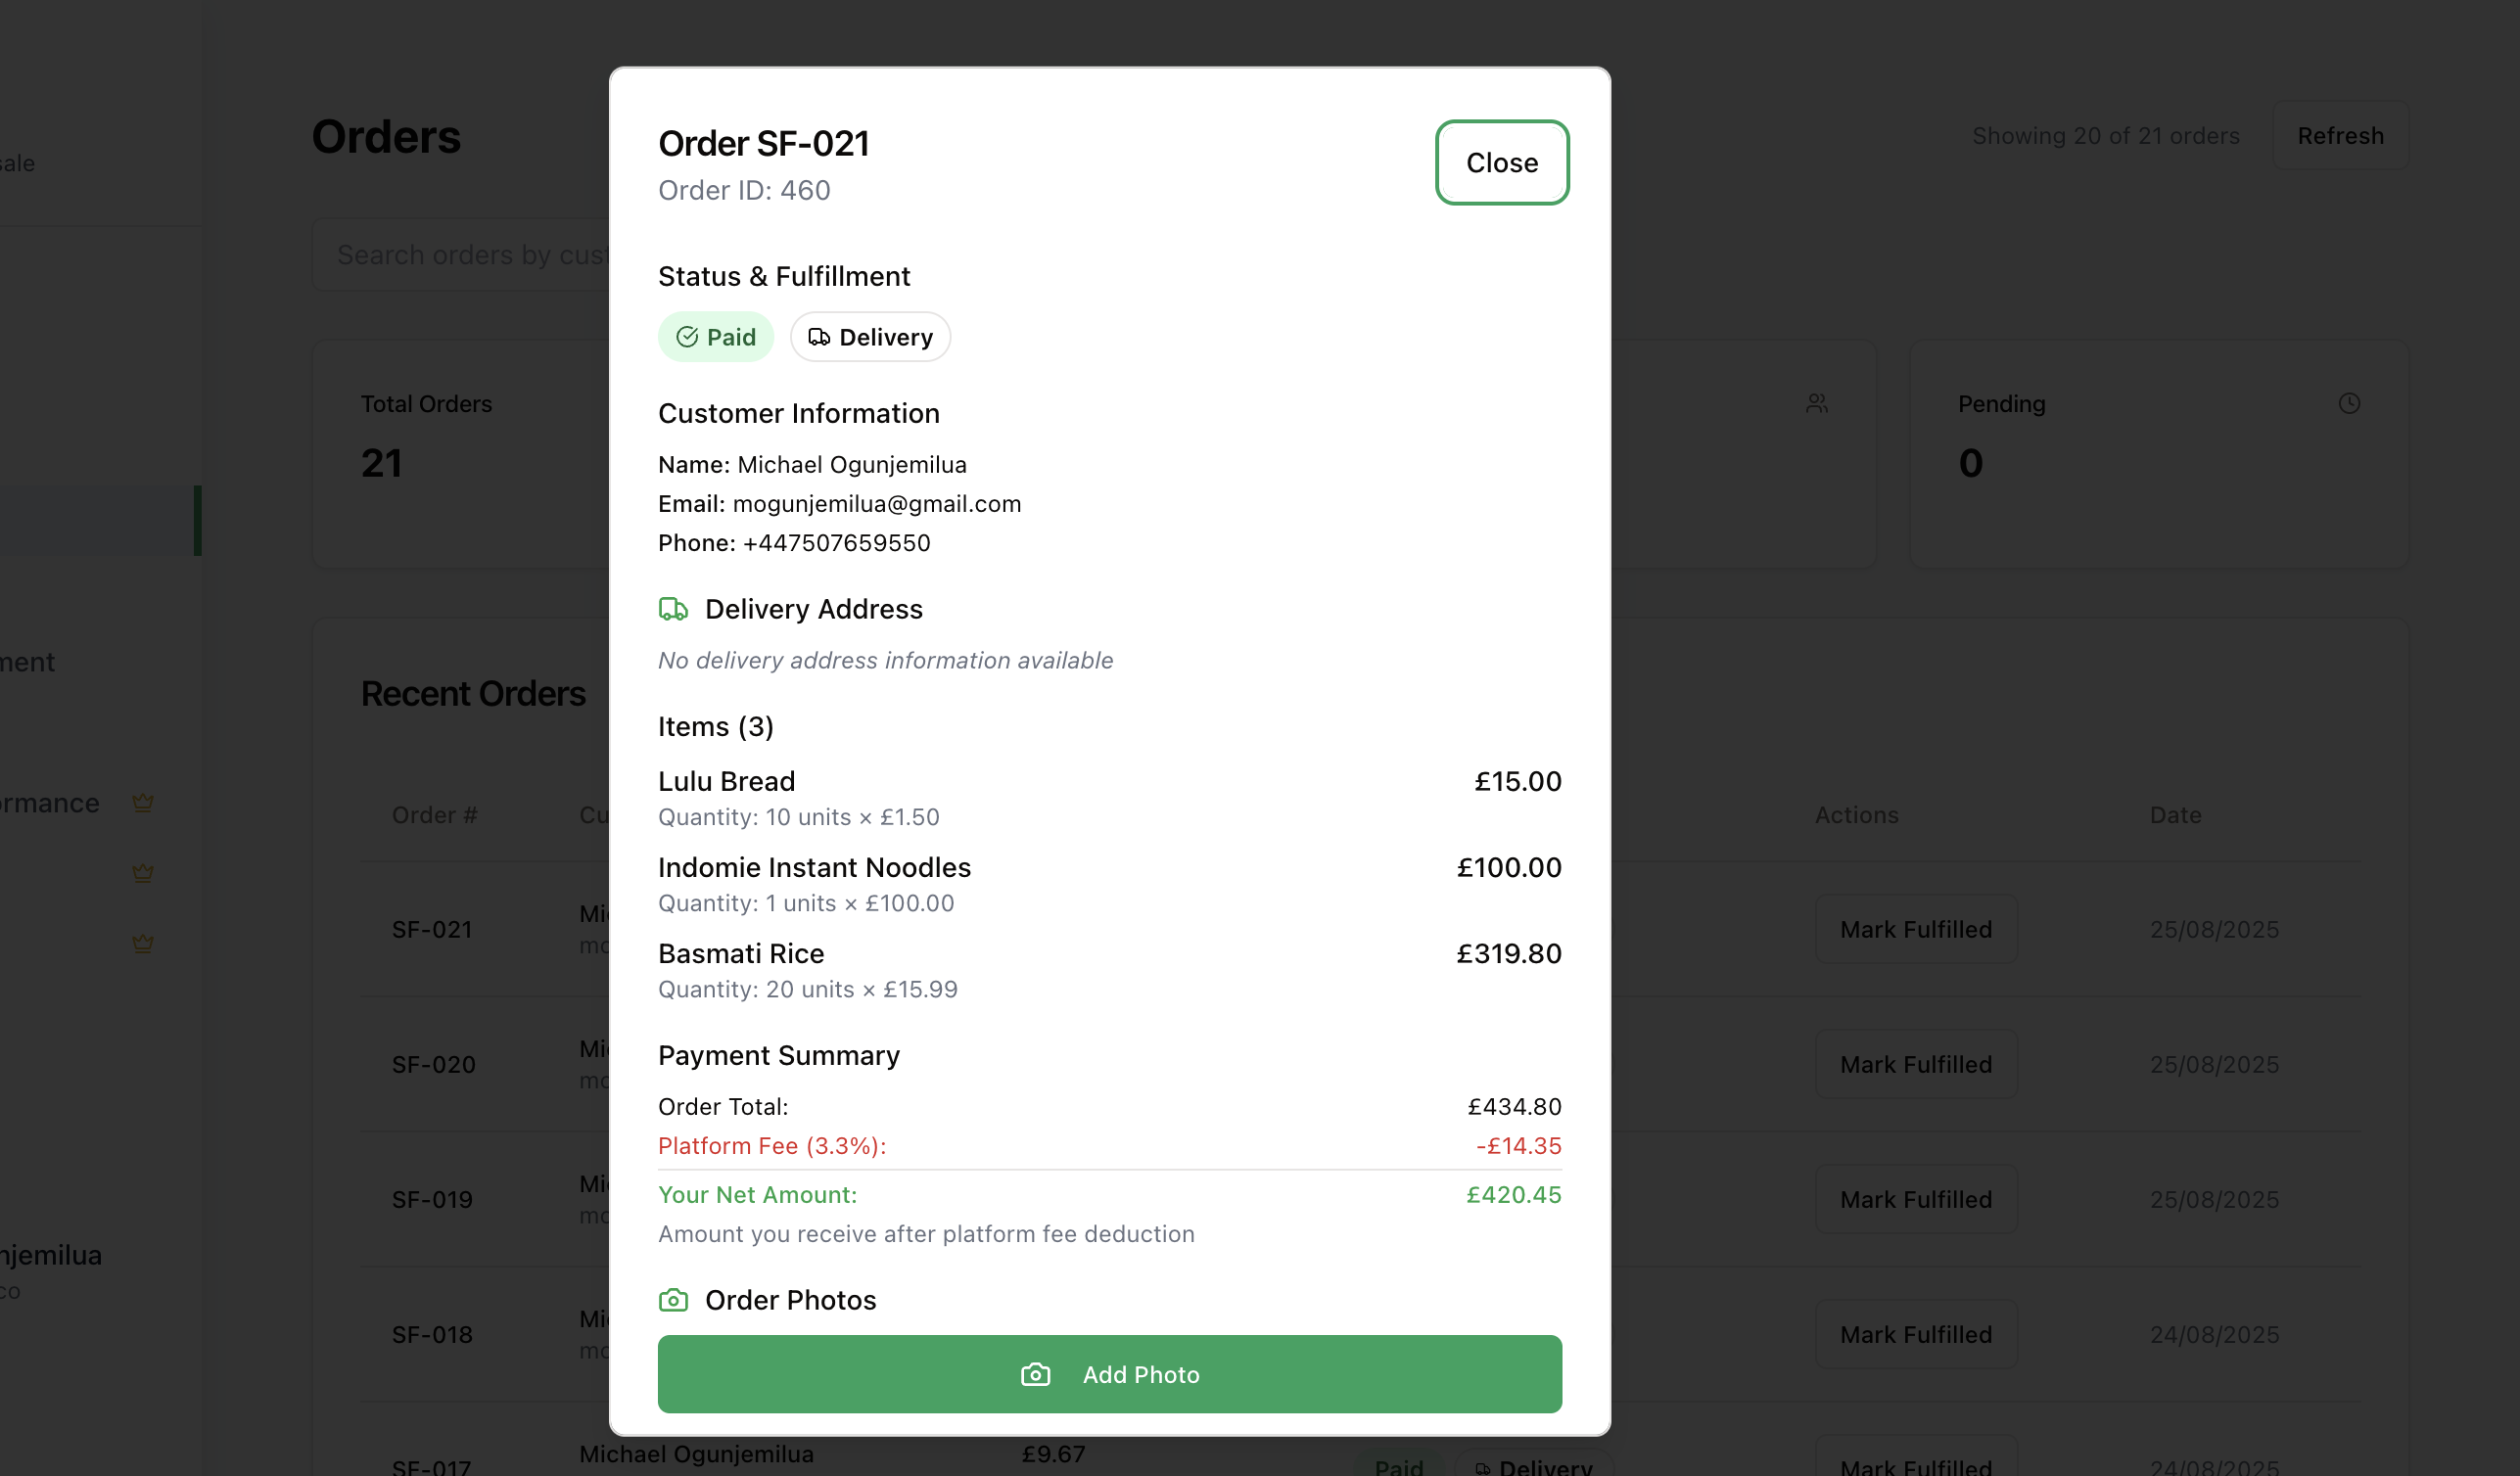 sale
ment
ormance
njemilua
co
Orders
Showing 20 of 21 orders
Refresh
Search orders by cust
Total Orders
21
Pending
0
Recent Orders
Order #
Cu
Actions
Date
SF-021
Mi
mo
Mark Fulfilled
25/08/2025
SF-020
Mi
mo
Mark Fulfilled
25/08/2025
SF-019
Mi
mo
Mark Fulfilled
25/08/2025
SF-018
Mi
mo
Mark Fulfilled
24/08/2025
SF-017
Michael Ogunjemilua
£9.67
Paid
Delivery
Mark Fulfilled
24/08/2025
Order SF-021
Close
Order ID: 460
Status & Fulfillment
Paid
Delivery
Customer Information
Name: Michael Ogunjemilua
Email: mogunjemilua@gmail.com
Phone: +447507659550
Delivery Address
No delivery address information available
Items (3)
Lulu Bread £15.00
Quantity: 10 units × £1.50
Indomie Instant Noodles £100.00
Quantity: 1 units × £100.00
Basmati Rice £319.80
Quantity: 20 units × £15.99
Payment Summary
Order Total: £434.80
Platform Fee (3.3%): -£14.35
Your Net Amount: £420.45
Amount you receive after platform fee deduction
Order Photos
Add Photo